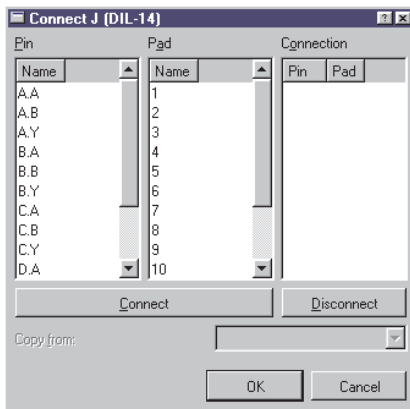 Connect J (DIL-14)
Pin Pad Connection
Name Name Pin Pad
A.A 1
A.B 2
A.Y 3
B.A 4
B.B 5
B.Y 6
C.A 7
C.B 8
C.Y 9
D.A 10
Connect Disconnect
Copy from:
OK Cancel